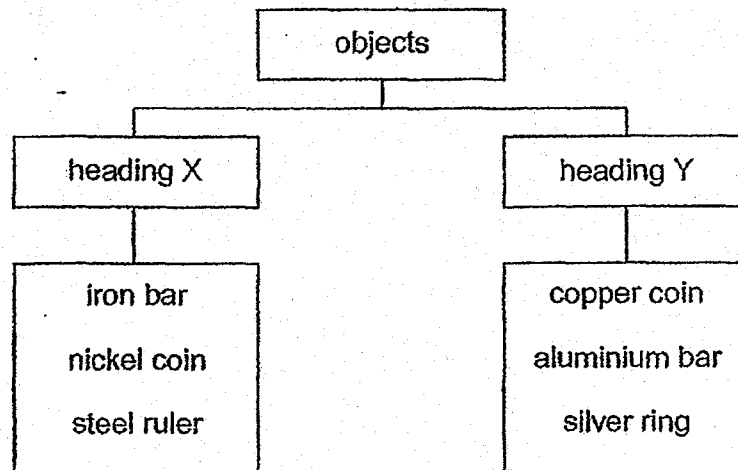 objects
heading X
heading Y
iron bar
nickel coin
steel ruler
copper coin
aluminium bar
silver ring